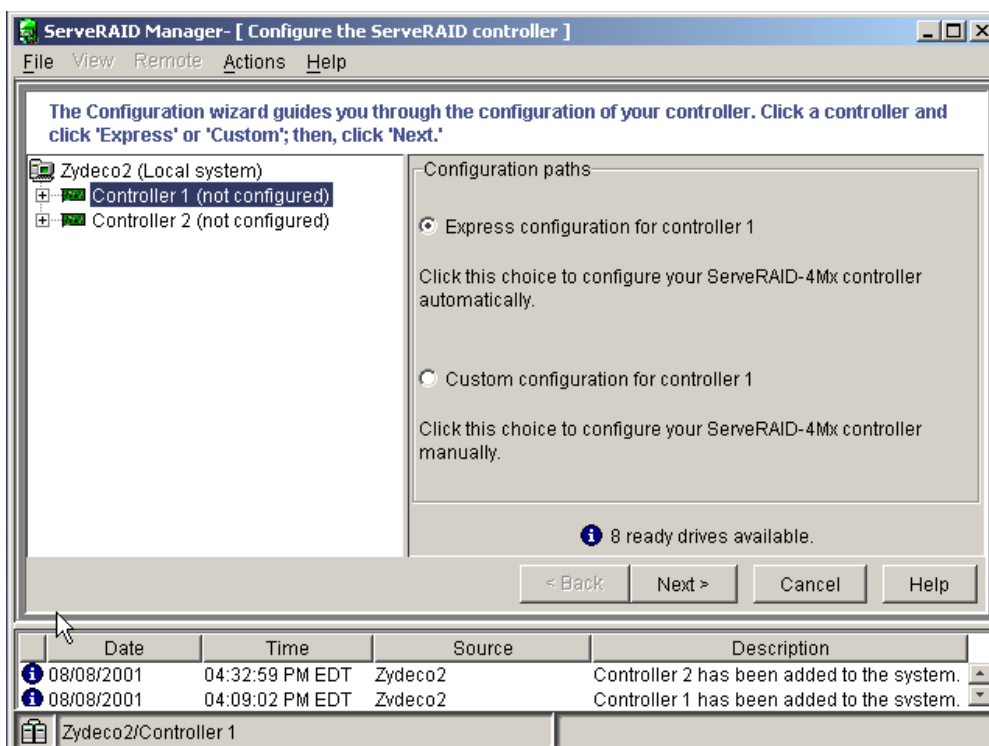 ServeRAID Manager- [ Configure the ServeRAID controller ]
File View Remote Actions Help
The Configuration wizard guides you through the configuration of your controller. Click a controller and
click 'Express' or 'Custom'; then, click 'Next.'
Zydeco2 (Local system)
Controller 1 (not configured)
Controller 2 (not configured)
Configuration paths
Express configuration for controller 1
Click this choice to configure your ServeRAID-4Mx controller
automatically.
Custom configuration for controller 1
Click this choice to configure your ServeRAID-4Mx controller
manually.
8 ready drives available.
< Back Next > Cancel Help
Date Time Source Description
08/08/2001 04:32:59 PM EDT Zydeco2 Controller 2 has been added to the system.
08/08/2001 04:09:02 PM EDT Zydeco2 Controller 1 has been added to the system.
Zydeco2/Controller 1